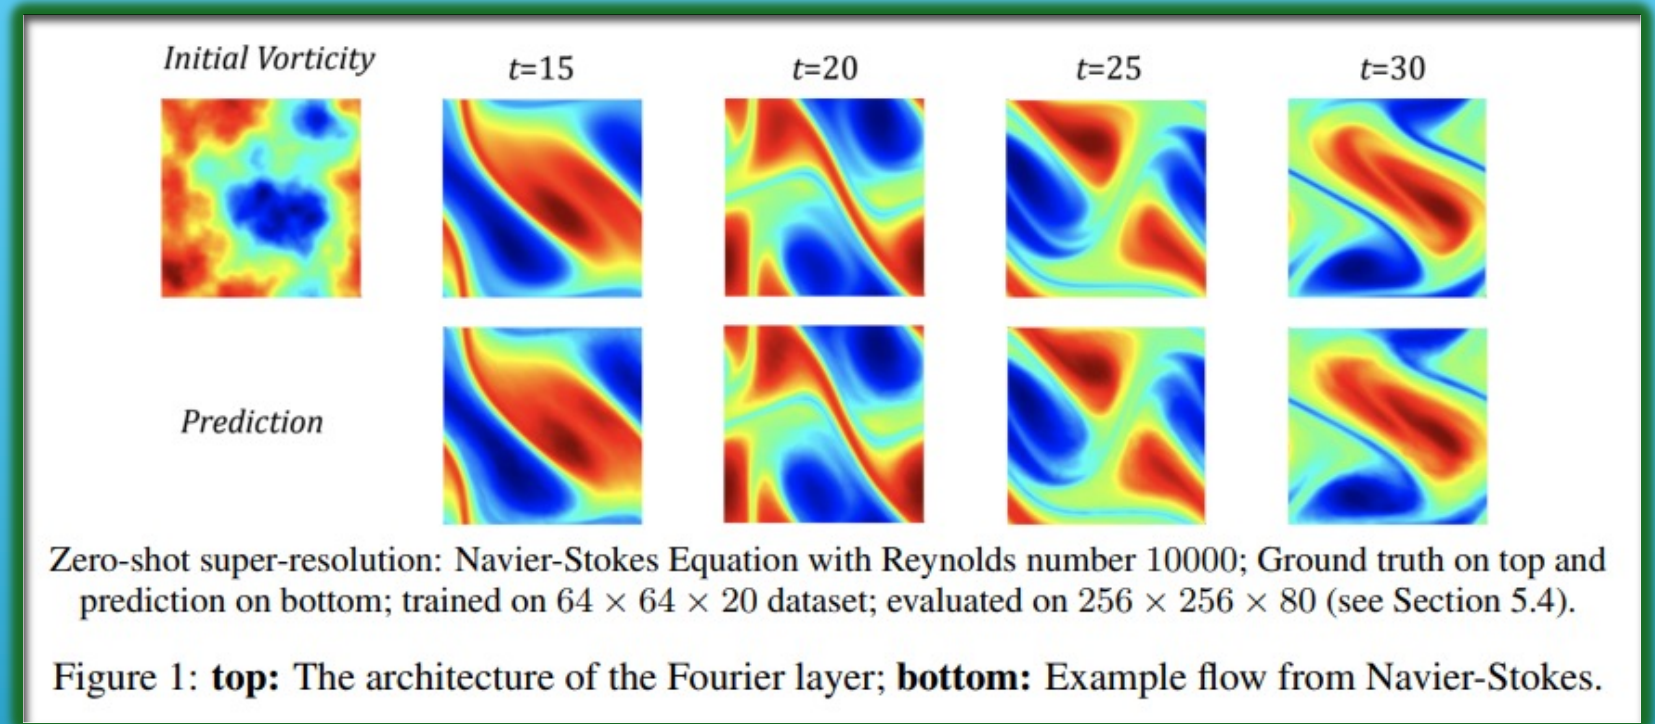 Initial Vorticity
t=15
t=20
t=25
t=30
Prediction
Zero-shot super-resolution: Navier-Stokes Equation with Reynolds number 10000; Ground truth on top and
prediction on bottom; trained on 64 × 64 × 20 dataset; evaluated on 256 × 256 × 80 (see Section 5.4).
Figure 1: top: The architecture of the Fourier layer; bottom: Example flow from Navier-Stokes.